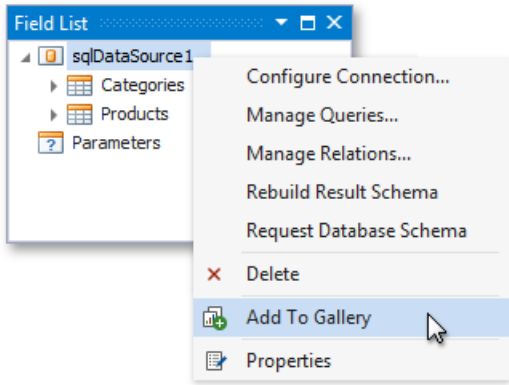 Field List
sqlDataSource1
Categories
Products
Parameters
Configure Connection...
Manage Queries...
Manage Relations...
Rebuild Result Schema
Request Database Schema
Delete
Add To Gallery
Properties